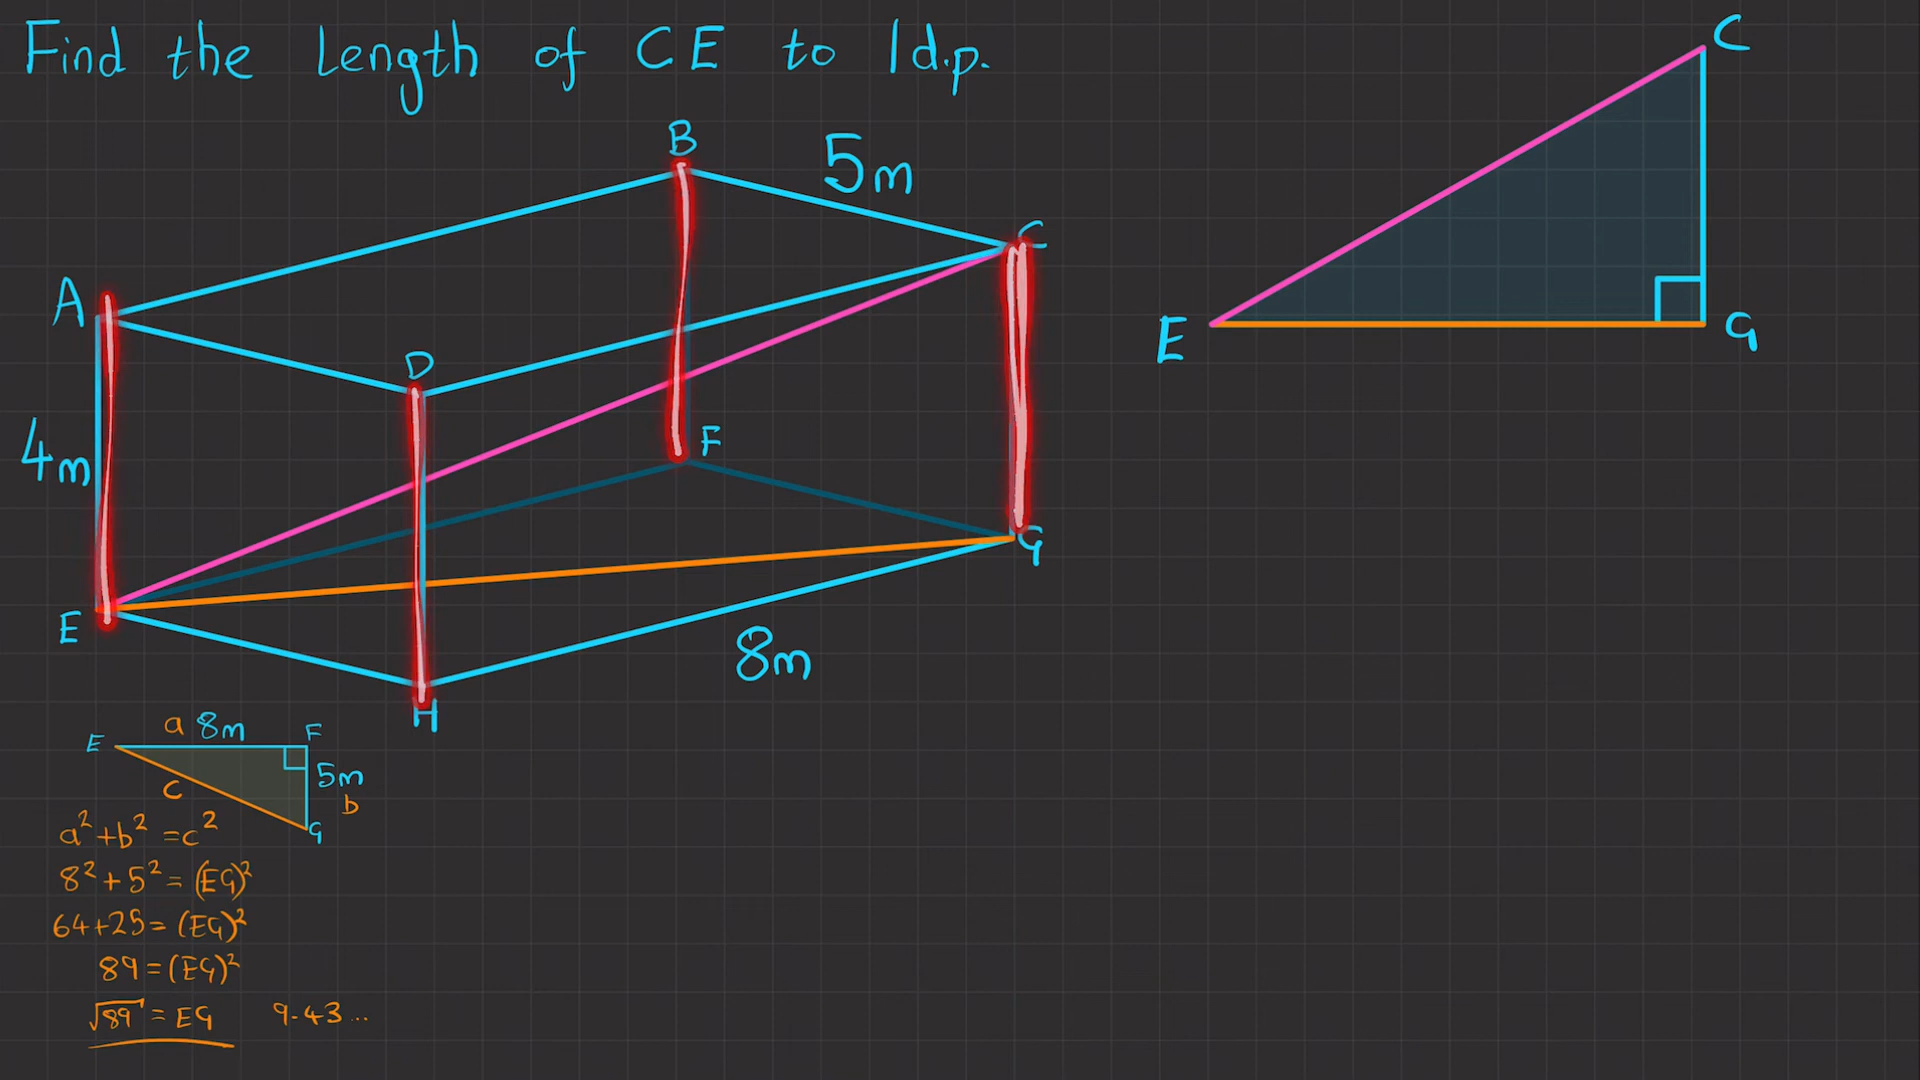 Find the length of CE to 1d.p.
C
B
5m
C
A
D
E
G
4m
F
G
E
8m
H
a 8m
E
F
5m
c
b
G
a² + b² = c²
8² + 5² = (EG)²
64 + 25 = (EG)²
89 = (EG)²
√89 = EG 9.43...